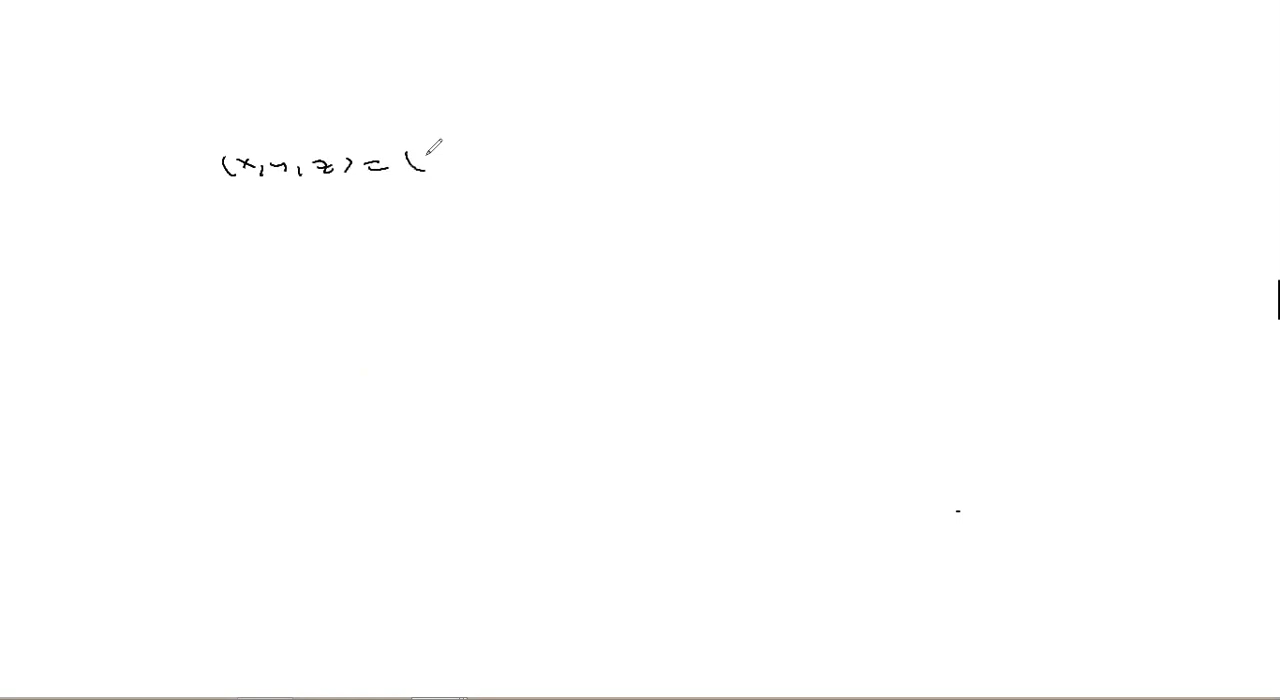 (x,y,z) = (